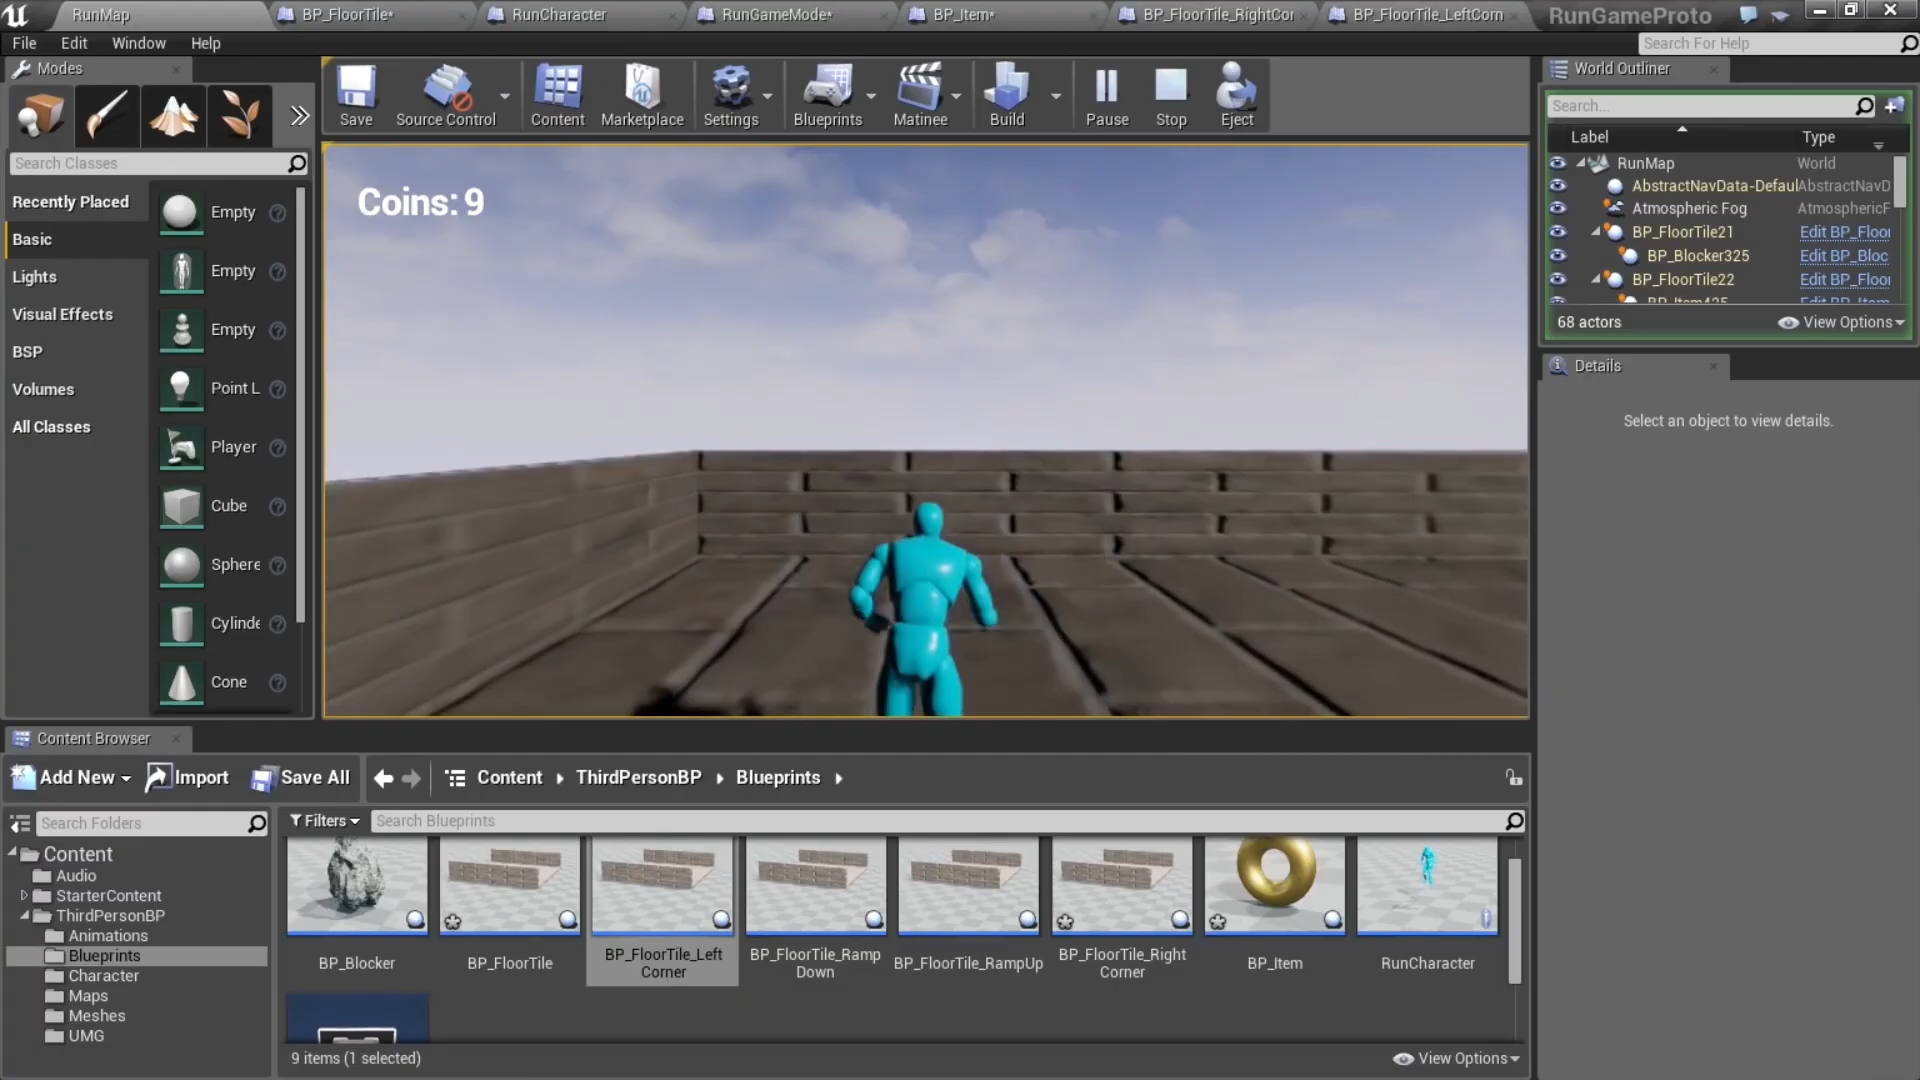 RunMap
BP_FloorTile*
RunCharacter
RunGameMode*
BP_Item*
BP_FloorTile_RightCor
BP_FloorTile_LeftCorn
RunGameProto
File
Edit
Window
Help
Search For Help
Modes
Save
Source Control
Content
Marketplace
Settings
Blueprints
Matinee
Build
Pause
Stop
Eject
Search Classes
Recently Placed
Basic
Lights
Visual Effects
BSP
Volumes
All Classes
Empty
Empty
Empty
Point L
Player
Cube
Sphere
Cylinde
Cone
Coins: 9
World Outliner
Search...
Label
Type
RunMap World
AbstractNavData-Defaul AbstractNavD
Atmospheric Fog AtmosphericF
BP_FloorTile21 Edit BP_Floor
BP_Blocker325 Edit BP_Bloc
BP_FloorTile22 Edit BP_Floor
BP_Item425 Edit BP_Item
68 actors
View Options
Details
Select an object to view details.
Content Browser
Add New
Import
Save All
Content
ThirdPersonBP
Blueprints
Search Folders
Filters
Search Blueprints
Content
Audio
StarterContent
ThirdPersonBP
Animations
Blueprints
Character
Maps
Meshes
UMG
BP_Blocker
BP_FloorTile
BP_FloorTile_Left
Corner
BP_FloorTile_Ramp
Down
BP_FloorTile_RampUp
BP_FloorTile_Right
Corner
BP_Item
RunCharacter
9 items (1 selected)
View Options